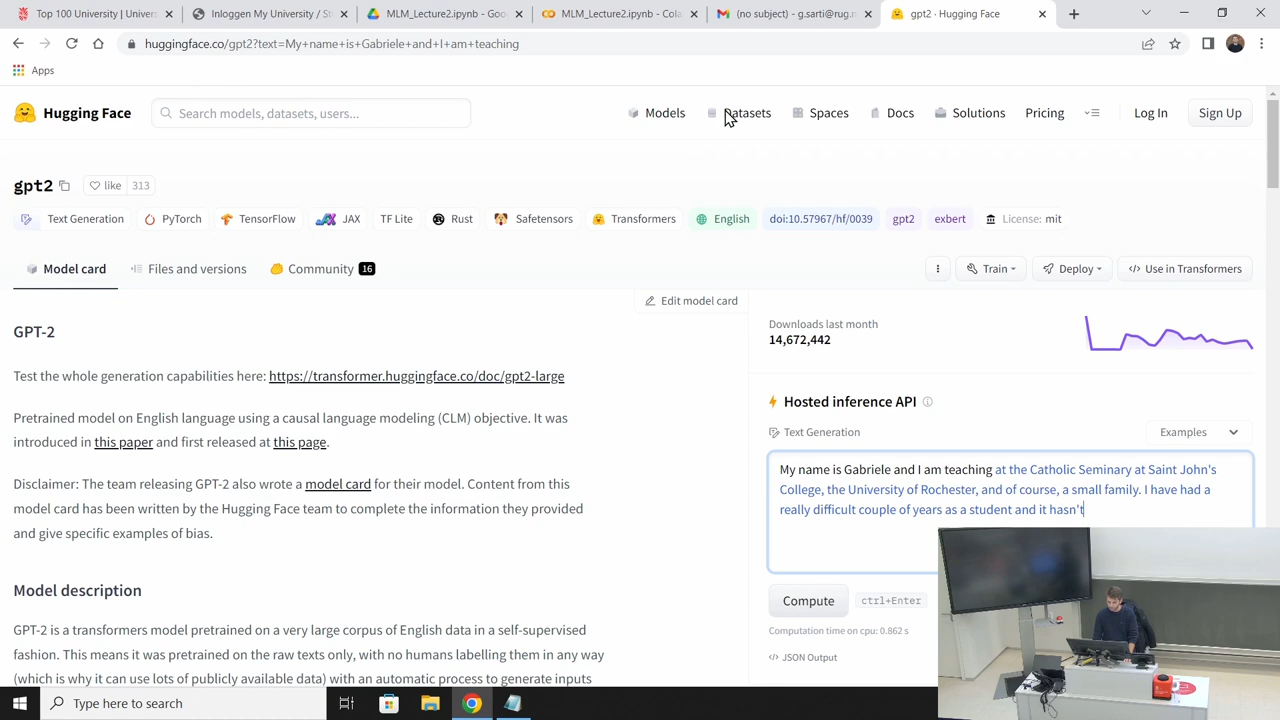 Top 100 University | Univers
Inloggen My University / St
MLM_Lecture2.ipynb - Goo
MLM_Lecture2.ipynb - Cola
(no subject) - g.sarti@rug.n
gpt2 · Hugging Face
huggingface.co/gpt2?text=My+name+is+Gabriele+and+I+am+teaching
Apps
Hugging Face
Search models, datasets, users...
Models
Datasets
Spaces
Docs
Solutions
Pricing
Log In
Sign Up
gpt2
like 313
Text Generation
PyTorch
TensorFlow
JAX
TF Lite
Rust
Safetensors
Transformers
English
doi:10.57967/hf/0039
gpt2
exbert
License: mit
Model card
Files and versions
Community 16
Train
Deploy
</> Use in Transformers
Edit model card
GPT-2
Test the whole generation capabilities here: https://transformer.huggingface.co/doc/gpt2-large
Pretrained model on English language using a causal language modeling (CLM) objective. It was
introduced in this paper and first released at this page.
Disclaimer: The team releasing GPT-2 also wrote a model card for their model. Content from this
model card has been written by the Hugging Face team to complete the information they provided
and give specific examples of bias.
Model description
GPT-2 is a transformers model pretrained on a very large corpus of English data in a self-supervised
fashion. This means it was pretrained on the raw texts only, with no humans labelling them in any way
(which is why it can use lots of publicly available data) with an automatic process to generate inputs
Downloads last month
14,672,442
Hosted inference API
Text Generation
Examples
My name is Gabriele and I am teaching at the Catholic Seminary at Saint John's
College, the University of Rochester, and of course, a small family. I have had a
really difficult couple of years as a student and it hasn't
Compute
ctrl+Enter
Computation time on cpu: 0.862 s
</> JSON Output
Type here to search